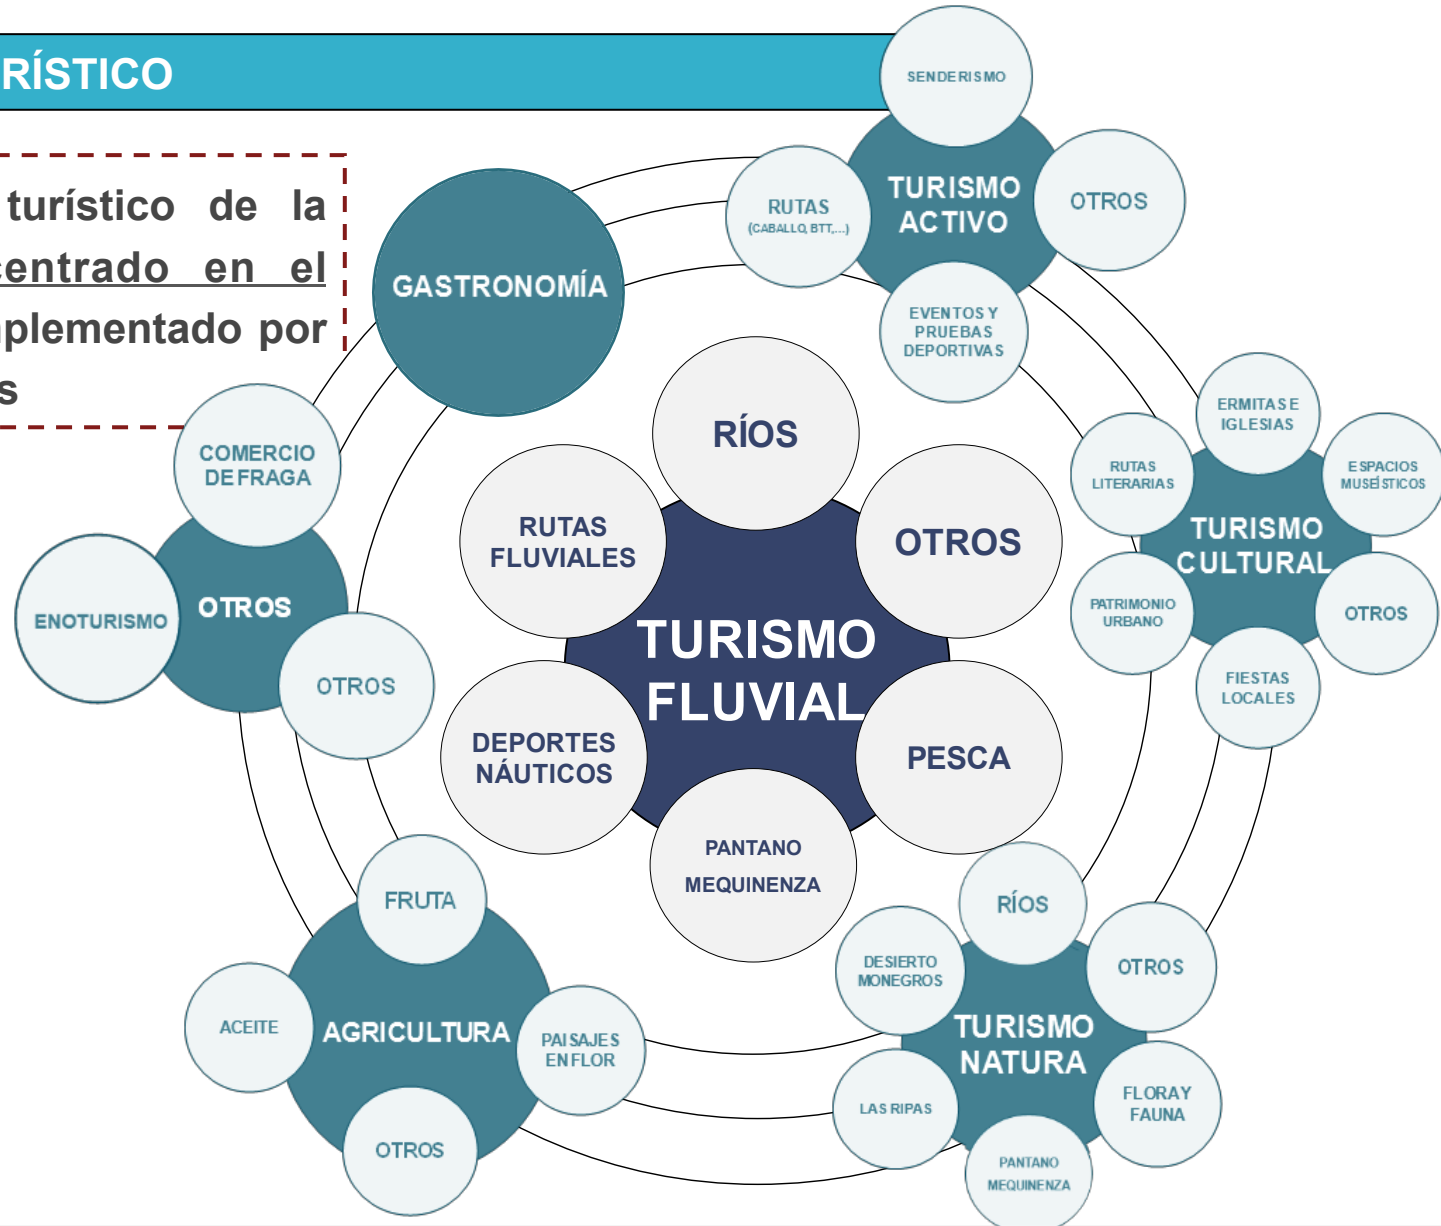 RÍSTICO
turístico de la
centrado en el
nplementado por
s
SENDERISMO
TURISMO
ACTIVO
RUTAS
(CABALLO, BTT,...)
OTROS
EVENTOS Y
PRUEBAS
DEPORTIVAS
GASTRONOMÍA
COMERCIO
DE FRAGA
OTROS
ENOTURISMO
OTROS
RÍOS
RUTAS
FLUVIALES
OTROS
TURISMO
FLUVIAL
DEPORTES
NÁUTICOS
PESCA
PANTANO
MEQUINENZA
ERMITAS E
IGLESIAS
RUTAS
LITERARIAS
ESPACIOS
MUSEÍSTICOS
TURISMO
CULTURAL
PATRIMONIO
URBANO
OTROS
FIESTAS
LOCALES
FRUTA
ACEITE
AGRICULTURA
PAISAJES
EN FLOR
OTROS
RÍOS
DESIERTO
MONEGROS
OTROS
TURISMO
NATURA
LAS RIPAS
FLORA Y
FAUNA
PANTANO
MEQUINENZA